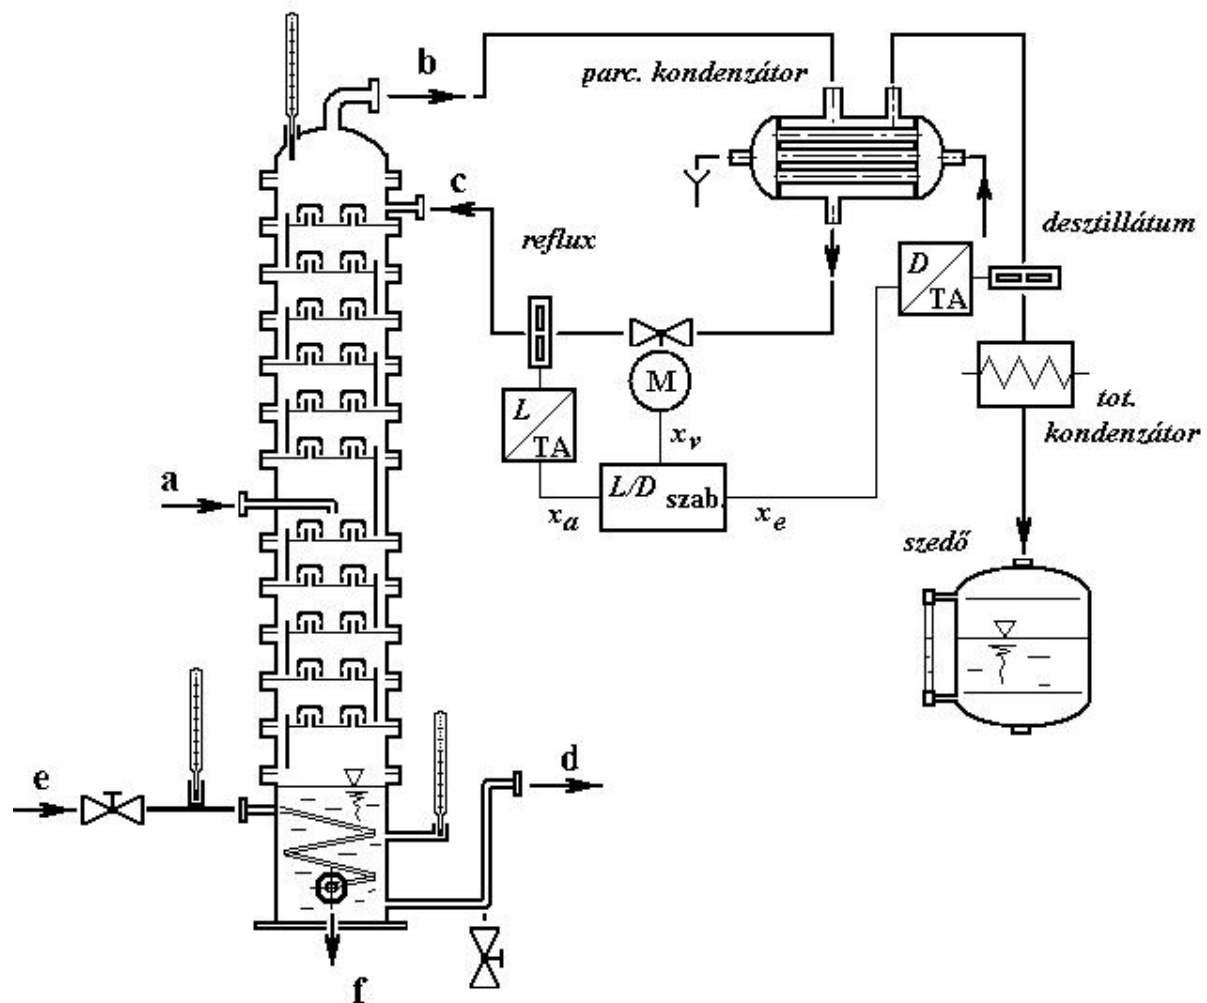 b
parc. kondenzátor
c
reflux
desztillátum
D
TA
M
L
TA
x_v
tot.
kondenzátor
a
L/D szab.
x_a
x_e
szedő
e
d
f